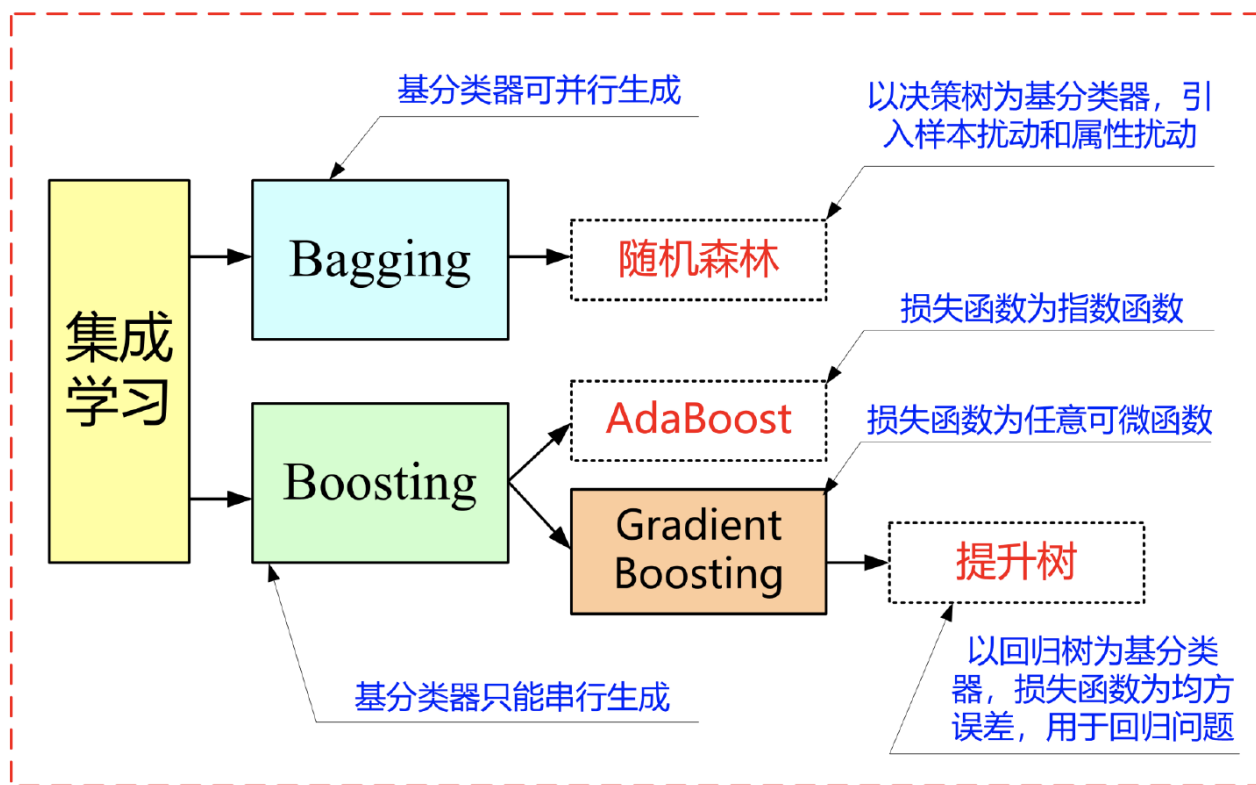 基分类器可并行生成
以决策树为基分类器，引
入样本扰动和属性扰动
Bagging
随机森林
集成
学习
损失函数为指数函数
AdaBoost
损失函数为任意可微函数
Boosting
Gradient
Boosting
提升树
基分类器只能串行生成
以回归树为基分类
器，损失函数为均方
误差，用于回归问题